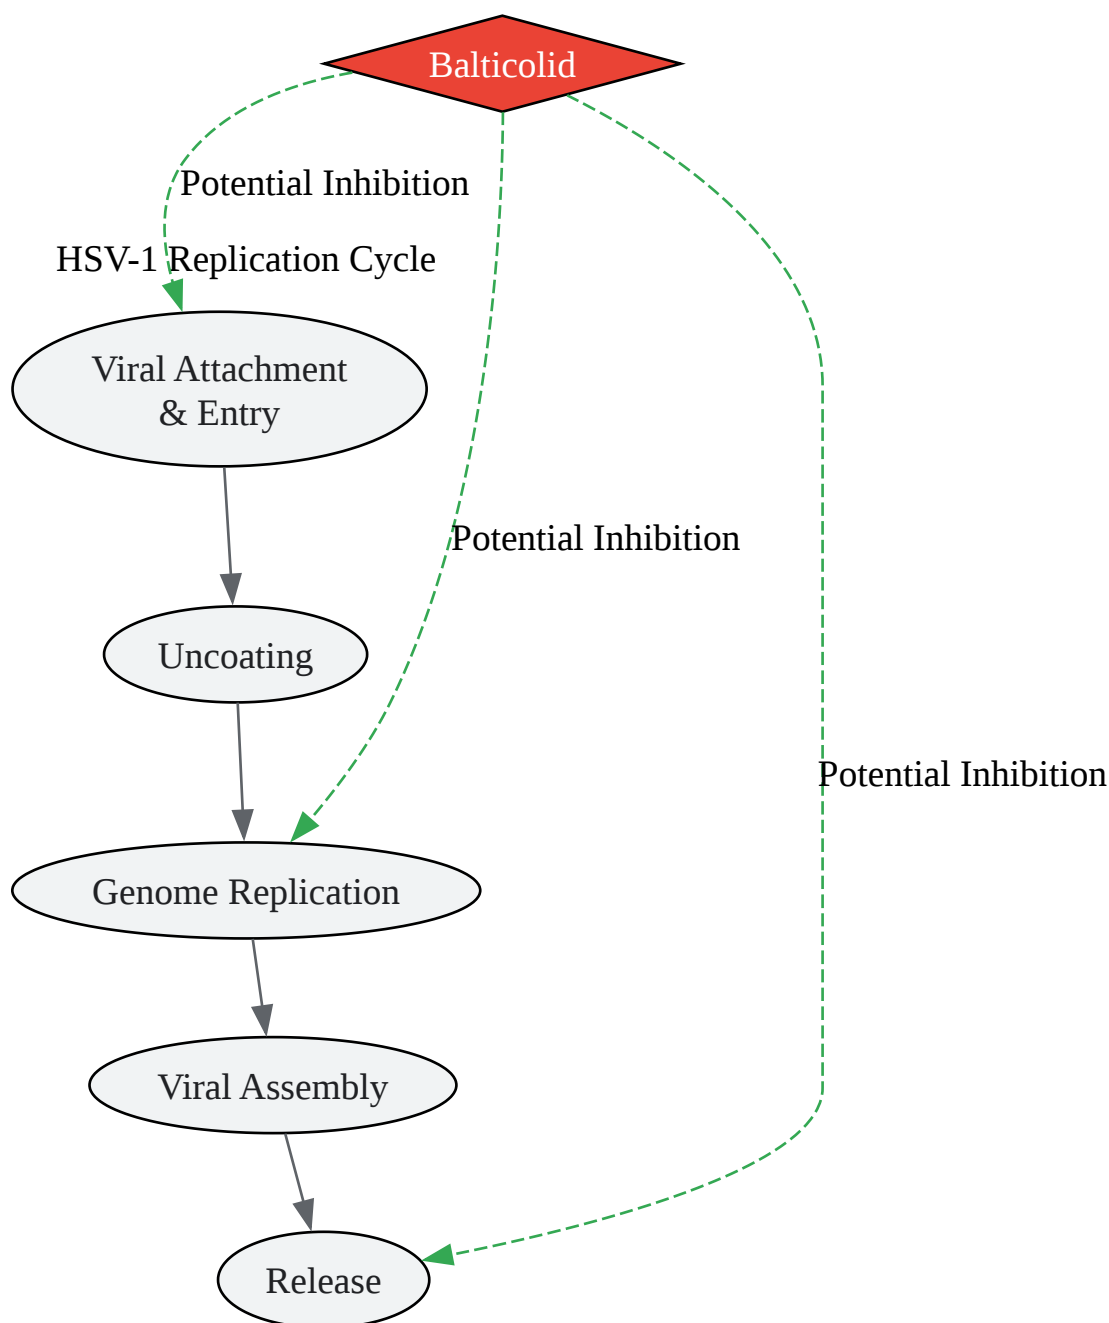 Balticolid
Potential Inhibition
HSV-1 Replication Cycle
Viral Attachment
& Entry
Potential Inhibition
Uncoating
Potential Inhibition
Genome Replication
Viral Assembly
Release